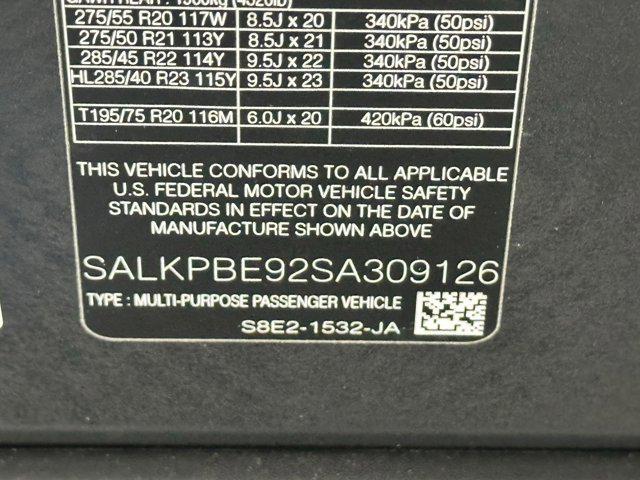 275/55 R20 117W 8.5J x 20 340kPa (50psi)
275/50 R21 113Y 8.5J x 21 340kPa (50psi)
285/45 R22 114Y 9.5J x 22 340kPa (50psi)
HL285/40 R23 115Y 9.5J x 23 340kPa (50psi)
T195/75 R20 116M 6.0J x 20 420kPa (60psi)
THIS VEHICLE CONFORMS TO ALL APPLICABLE
U.S. FEDERAL MOTOR VEHICLE SAFETY
STANDARDS IN EFFECT ON THE DATE OF
MANUFACTURE SHOWN ABOVE
SALKPBE92SA309126
TYPE : MULTI-PURPOSE PASSENGER VEHICLE
S8E2-1532-JA